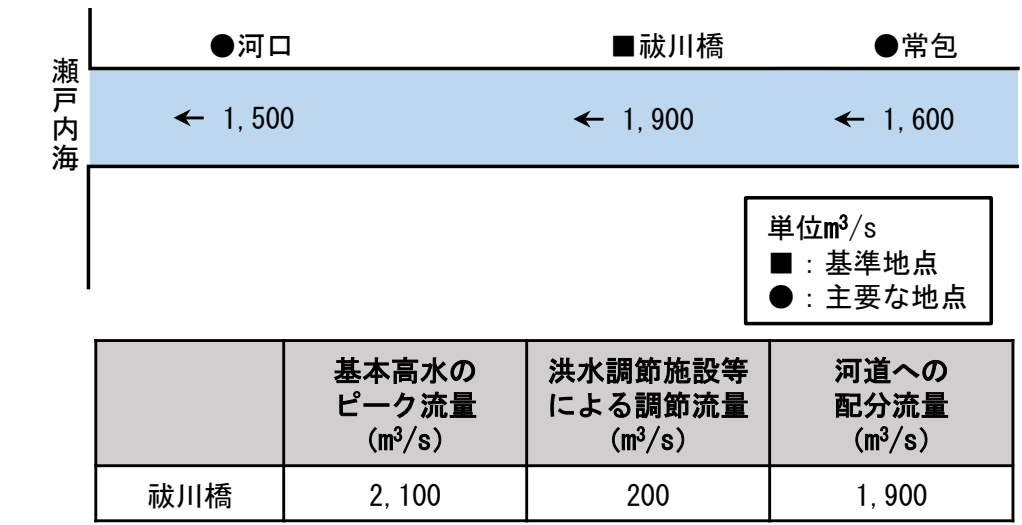 ●河口
■祓川橋
●常包
瀬戸内海
← 1,500
← 1,900
← 1,600
単位m³/s
■：基準地点
●：主要な地点
基本高水の
ピーク流量
(m³/s)
洪水調節施設等
による調節流量
(m³/s)
河道への
配分流量
(m³/s)
祓川橋
2,100
200
1,900